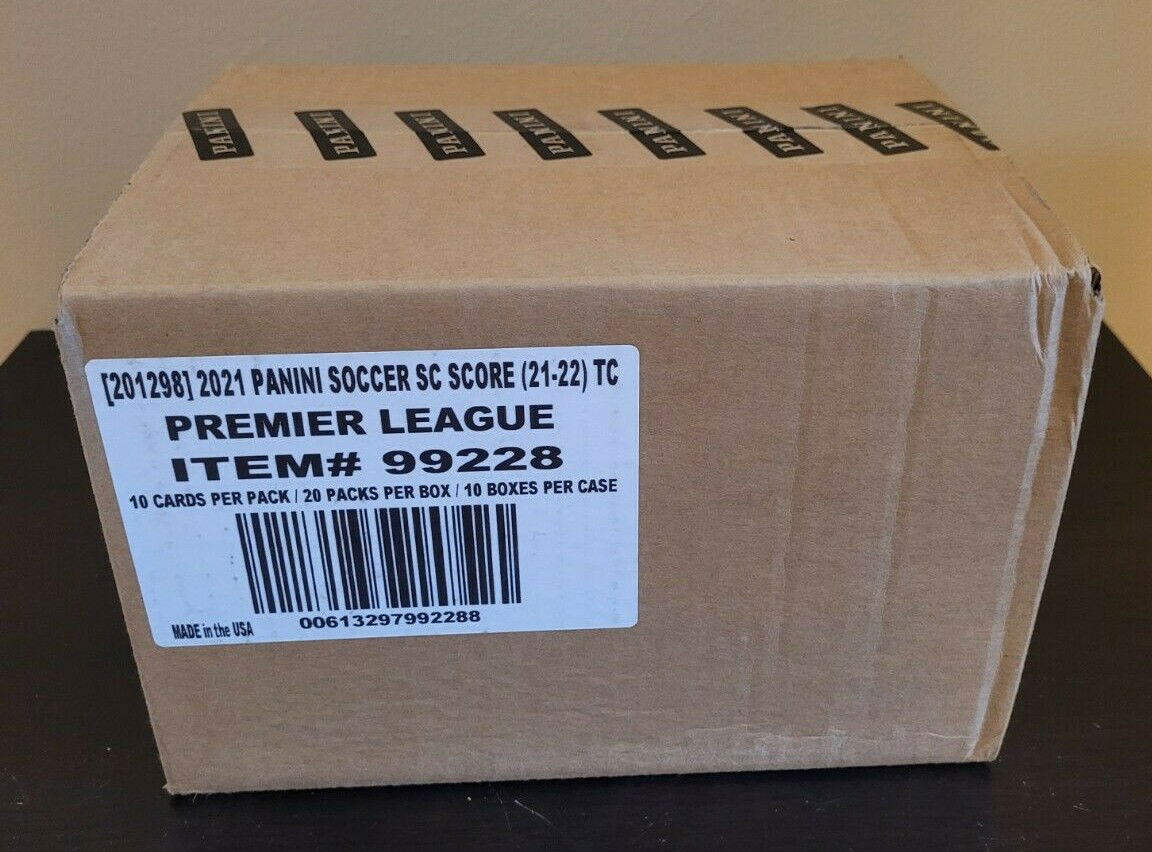 PANINI PANINI PANINI PANINI PANINI PANINI PANINI
[201298] 2021 PANINI SOCCER SC SCORE (21-22) TC
PREMIER LEAGUE
ITEM# 99228
10 CARDS PER PACK / 20 PACKS PER BOX / 10 BOXES PER CASE
00613297992288
MADE in the USA